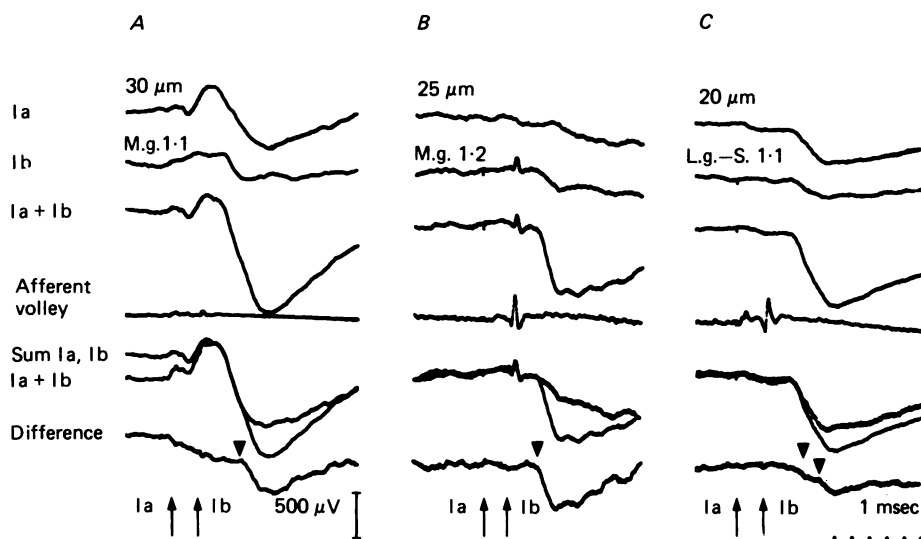 A B C
30 μm 25 μm 20 μm
Ia
M.g. 1·1 M.g. 1·2 L.g.–S. 1·1
Ib
Ia + Ib
Afferent
volley
Sum Ia, Ib
Ia + Ib
Difference
Ia Ib 500 μV Ia Ib Ia Ib 1 msec